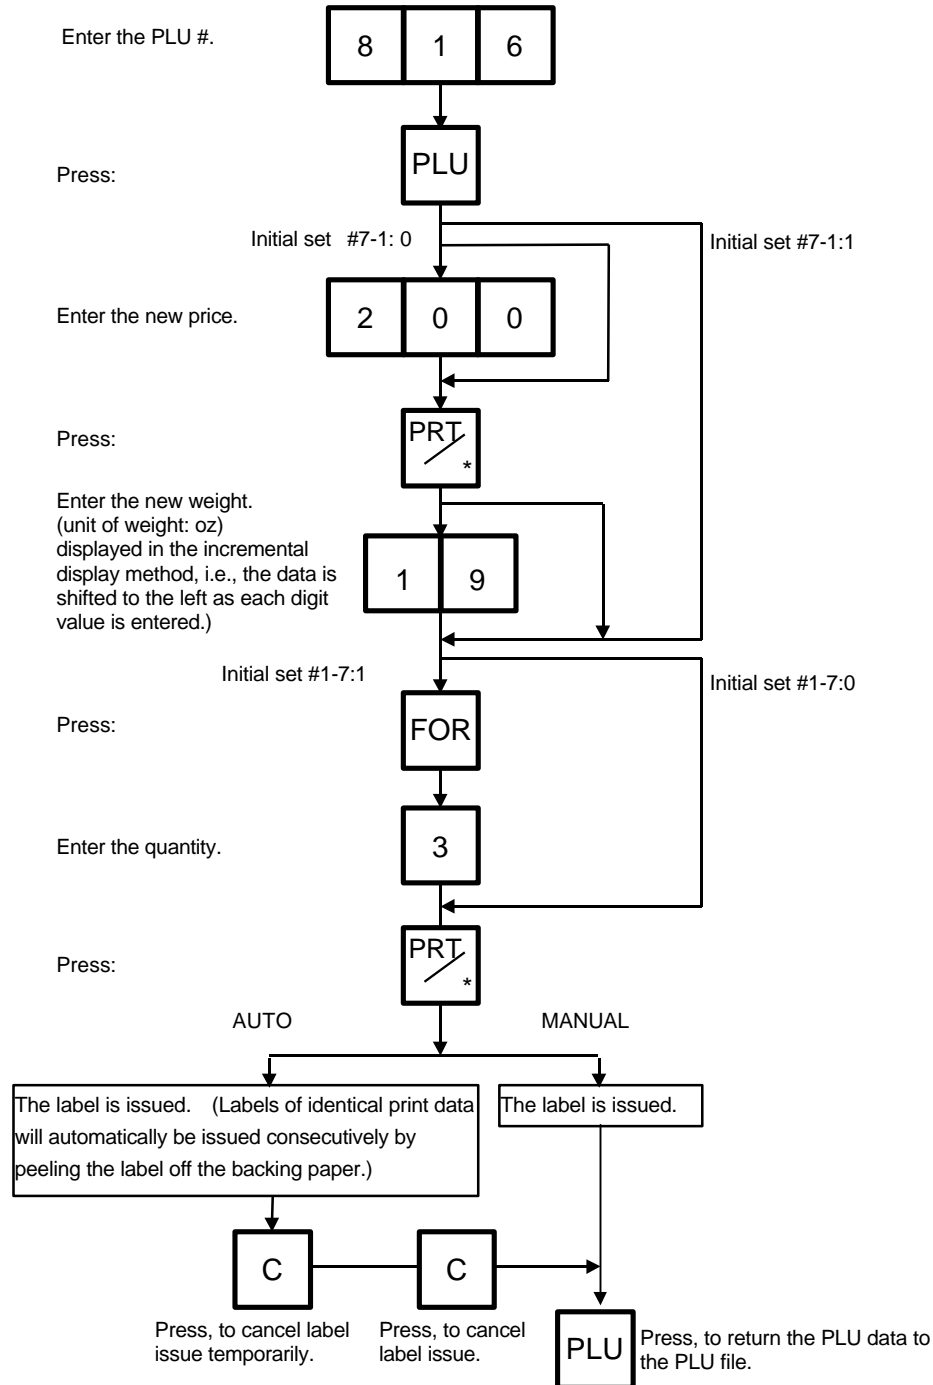 Enter the PLU #.
8 1 6
Press:
PLU
Initial set #7-1: 0
Initial set #7-1:1
Enter the new price.
2 0 0
Press:
PRT
*
Enter the new weight.
(unit of weight: oz)
displayed in the incremental
display method, i.e., the data is
shifted to the left as each digit
value is entered.)
1 9
Initial set #1-7:1
Initial set #1-7:0
Press:
FOR
Enter the quantity.
3
Press:
PRT
*
AUTO
MANUAL
The label is issued. (Labels of identical print data
will automatically be issued consecutively by
peeling the label off the backing paper.)
The label is issued.
C
C
Press, to cancel label
issue temporarily.
Press, to cancel
label issue.
PLU
Press, to return the PLU data to
the PLU file.